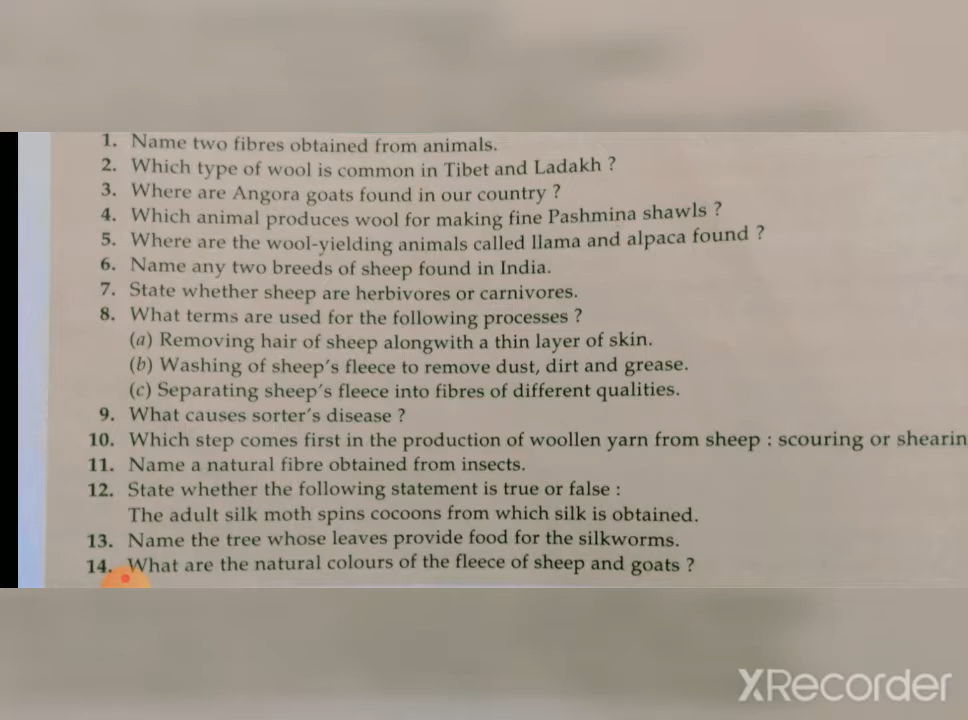 1. Name two fibres obtained from animals.
2. Which type of wool is common in Tibet and Ladakh ?
3. Where are Angora goats found in our country ?
4. Which animal produces wool for making fine Pashmina shawls ?
5. Where are the wool-yielding animals called llama and alpaca found ?
6. Name any two breeds of sheep found in India.
7. State whether sheep are herbivores or carnivores.
8. What terms are used for the following processes ?
(a) Removing hair of sheep alongwith a thin layer of skin.
(b) Washing of sheep's fleece to remove dust, dirt and grease.
(c) Separating sheep's fleece into fibres of different qualities.
9. What causes sorter's disease ?
10. Which step comes first in the production of woollen yarn from sheep : scouring or shearin
11. Name a natural fibre obtained from insects.
12. State whether the following statement is true or false :
The adult silk moth spins cocoons from which silk is obtained.
13. Name the tree whose leaves provide food for the silkworms.
14. What are the natural colours of the fleece of sheep and goats ?
XRecorder